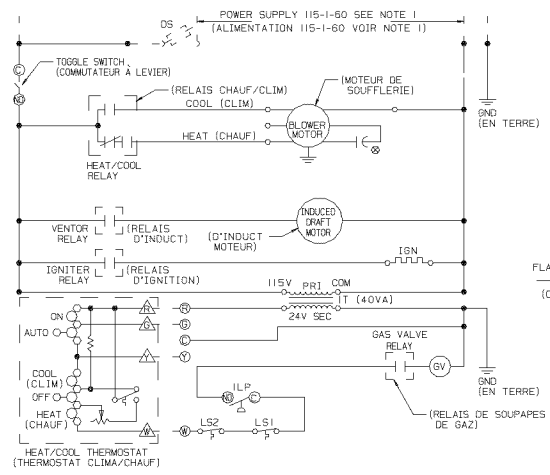 DS
POWER SUPPLY 115-1-60 SEE NOTE 1
(ALIMENTATION 115-1-60 VOIR NOTE 1)
C
NO
TOGGLE SWITCH
(COMMUTATEUR À LEVIER)
(RELAIS CHAUF/CLIM)
COOL (CLIM)
(MOTEUR DE
SOUFFLERIE)
BLOWER
MOTOR
HEAT (CHAUF)
HEAT/COOL
RELAY
GND
(EN TERRE)
VENTOR
RELAY
(RELAIS
D'INDUCT)
(D'INDUCT
MOTEUR)
INDUCED
DRAFT
MOTOR
IGNITER
RELAY
(RELAIS
D'IGNITION)
IGN
FLA
(C
115V PRI COM
1T (40VA)
24V SEC
ON
AUTO
R
R
G
G
C
Y
Y
GAS VALVE
RELAY
GV
GND
(EN TERRE)
COOL
(CLIM)
OFF
HEAT
(CHAUF)
ILP
NO
C
W
W
LS2
LS1
(RELAIS DE SOUPAPES
DE GAZ)
HEAT/COOL THERMOSTAT
(THERMOSTAT CLIMA/CHAUF)